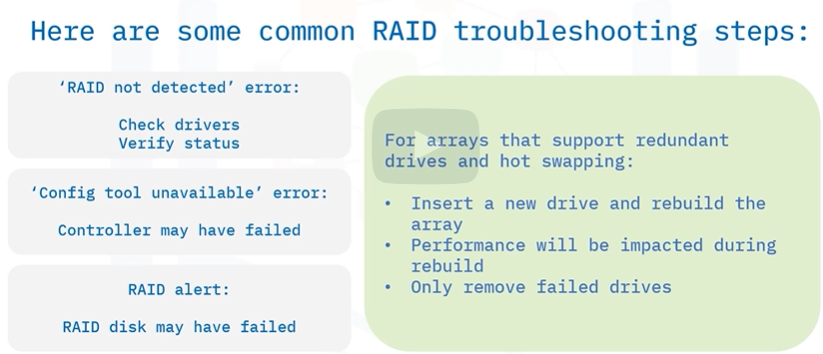 Here are some common RAID troubleshooting steps:
‘RAID not detected’ error:
Check drivers
Verify status
‘Config tool unavailable’ error:
Controller may have failed
RAID alert:
RAID disk may have failed
For arrays that support redundant
drives and hot swapping:
• Insert a new drive and rebuild the
array
• Performance will be impacted during
rebuild
• Only remove failed drives